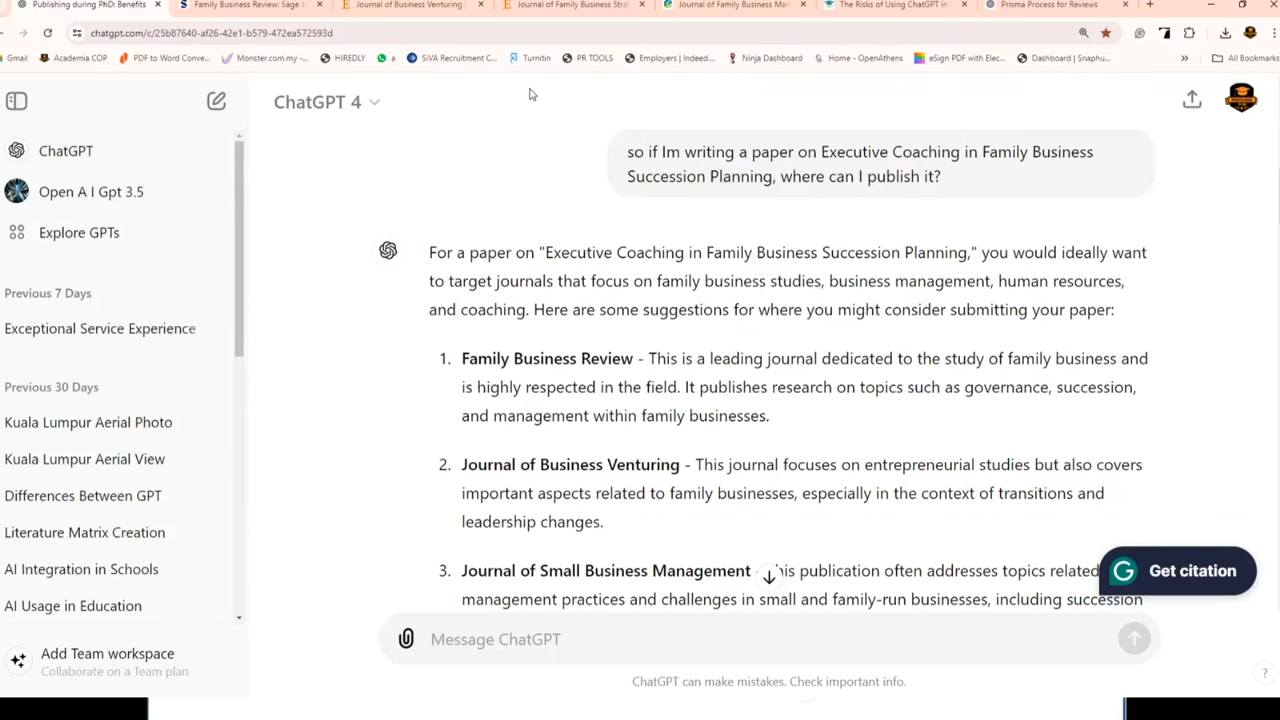 Publishing during PhD: Benefits
Family Business Review: Sage J
Journal of Business Venturing |
Journal of Family Business Strat
Journal of Family Business Man
The Risks of Using ChatGPT in
Prisma Process for Reviews
chatgpt.com/c/25b87640-af26-42e1-b579-472ea572593d
Gmail
Academia COP
PDF to Word Conve...
Monster.com.my -...
HIREDLY
a
SiVA Recruitment C...
Turnitin
PR TOOLS
Employers | Indeed....
Ninja Dashboard
Home - OpenAthens
eSign PDF with Elec...
Dashboard | Snaphu...
All Bookmarks
ChatGPT 4
ChatGPT
Open A I Gpt 3.5
Explore GPTs
Previous 7 Days
Exceptional Service Experience
Previous 30 Days
Kuala Lumpur Aerial Photo
Kuala Lumpur Aerial View
Differences Between GPT
Literature Matrix Creation
AI Integration in Schools
AI Usage in Education
Add Team workspace
Collaborate on a Team plan
so if Im writing a paper on Executive Coaching in Family Business
Succession Planning, where can I publish it?
For a paper on "Executive Coaching in Family Business Succession Planning," you would ideally want
to target journals that focus on family business studies, business management, human resources,
and coaching. Here are some suggestions for where you might consider submitting your paper:
1. Family Business Review - This is a leading journal dedicated to the study of family business and
is highly respected in the field. It publishes research on topics such as governance, succession,
and management within family businesses.
2. Journal of Business Venturing - This journal focuses on entrepreneurial studies but also covers
important aspects related to family businesses, especially in the context of transitions and
leadership changes.
3. Journal of Small Business Management - his publication often addresses topics related
management practices and challenges in small and family-run businesses, including succession
Get citation
Message ChatGPT
ChatGPT can make mistakes. Check important info.
?